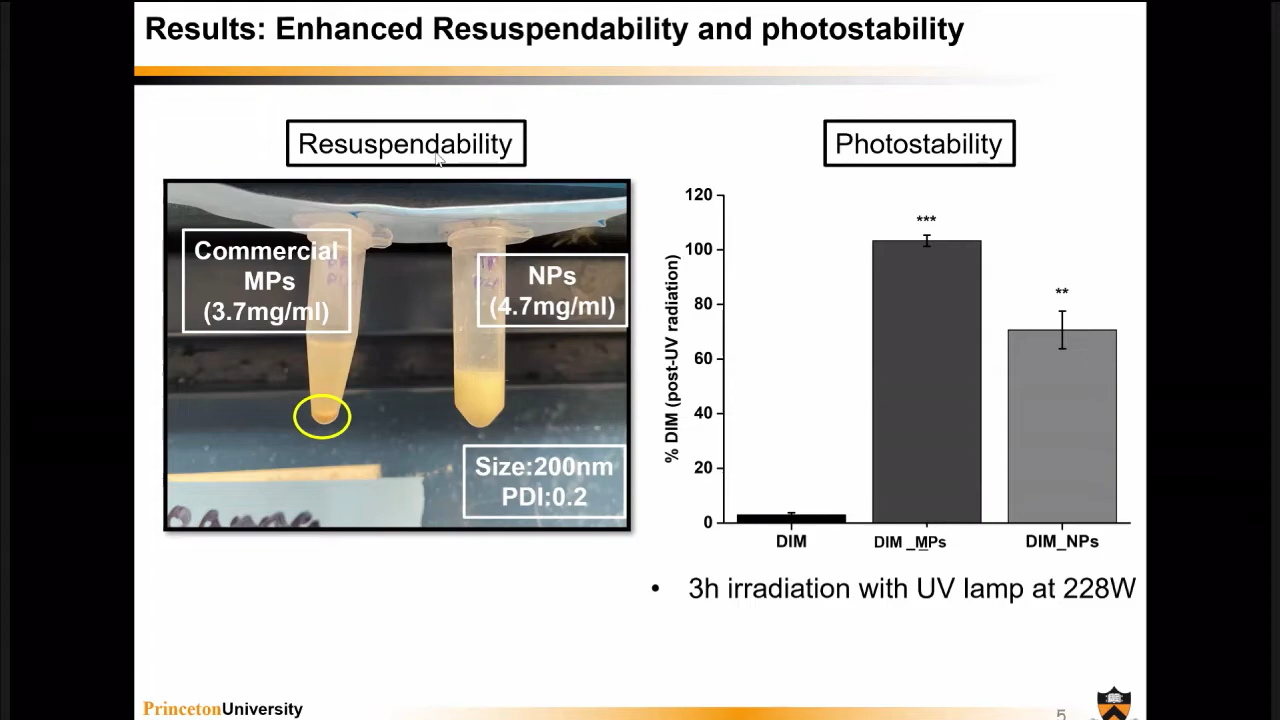 Results: Enhanced Resuspendability and photostability
Resuspendability
Photostability
Commercial
MPs
(3.7mg/ml)
NPs
(4.7mg/ml)
Size:200nm
PDI:0.2
% DIM (post-UV radiation)
120
100
80
60
40
20
0
***
**
DIM
DIM _MPs
DIM_NPs
• 3h irradiation with UV lamp at 228W
PrincetonUniversity
5